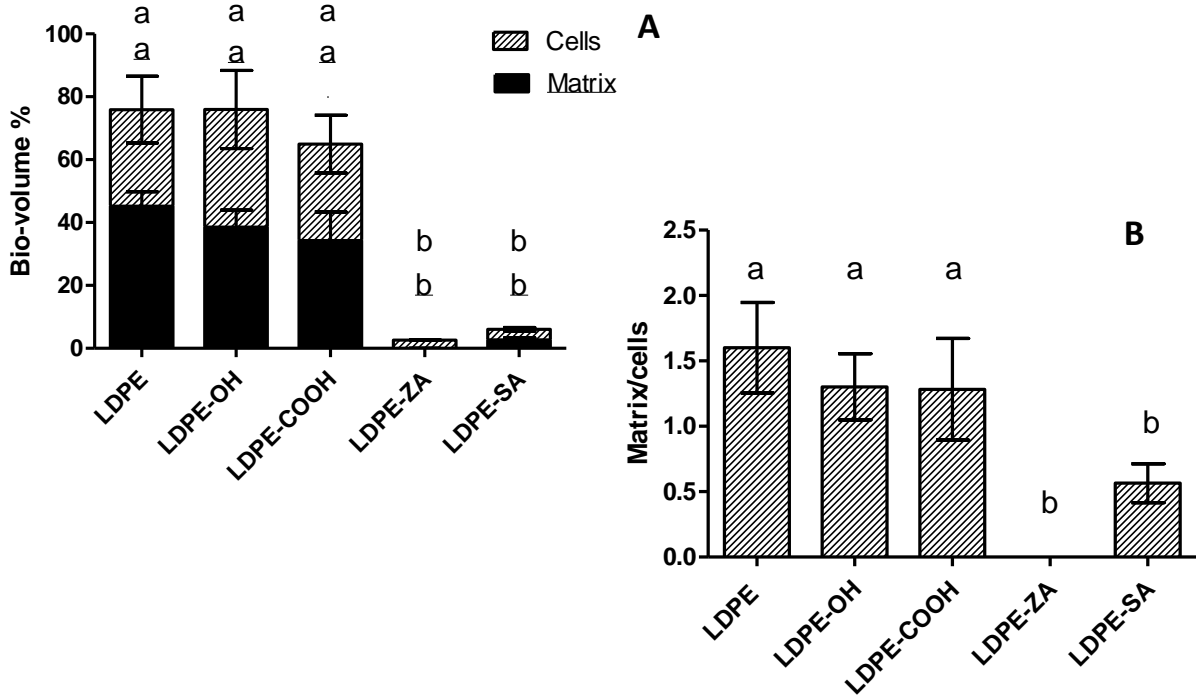 A
Cells
Matrix
a a a
a a a
b b
b b
100
80
60
40
20
0
Bio-volume %
LDPE
LDPE-OH
LDPE-COOH
LDPE-ZA
LDPE-SA
B
a a a b b
2.5
2.0
1.5
1.0
0.5
0.0
Matrix/cells
LDPE
LDPE-OH
LDPE-COOH
LDPE-ZA
LDPE-SA